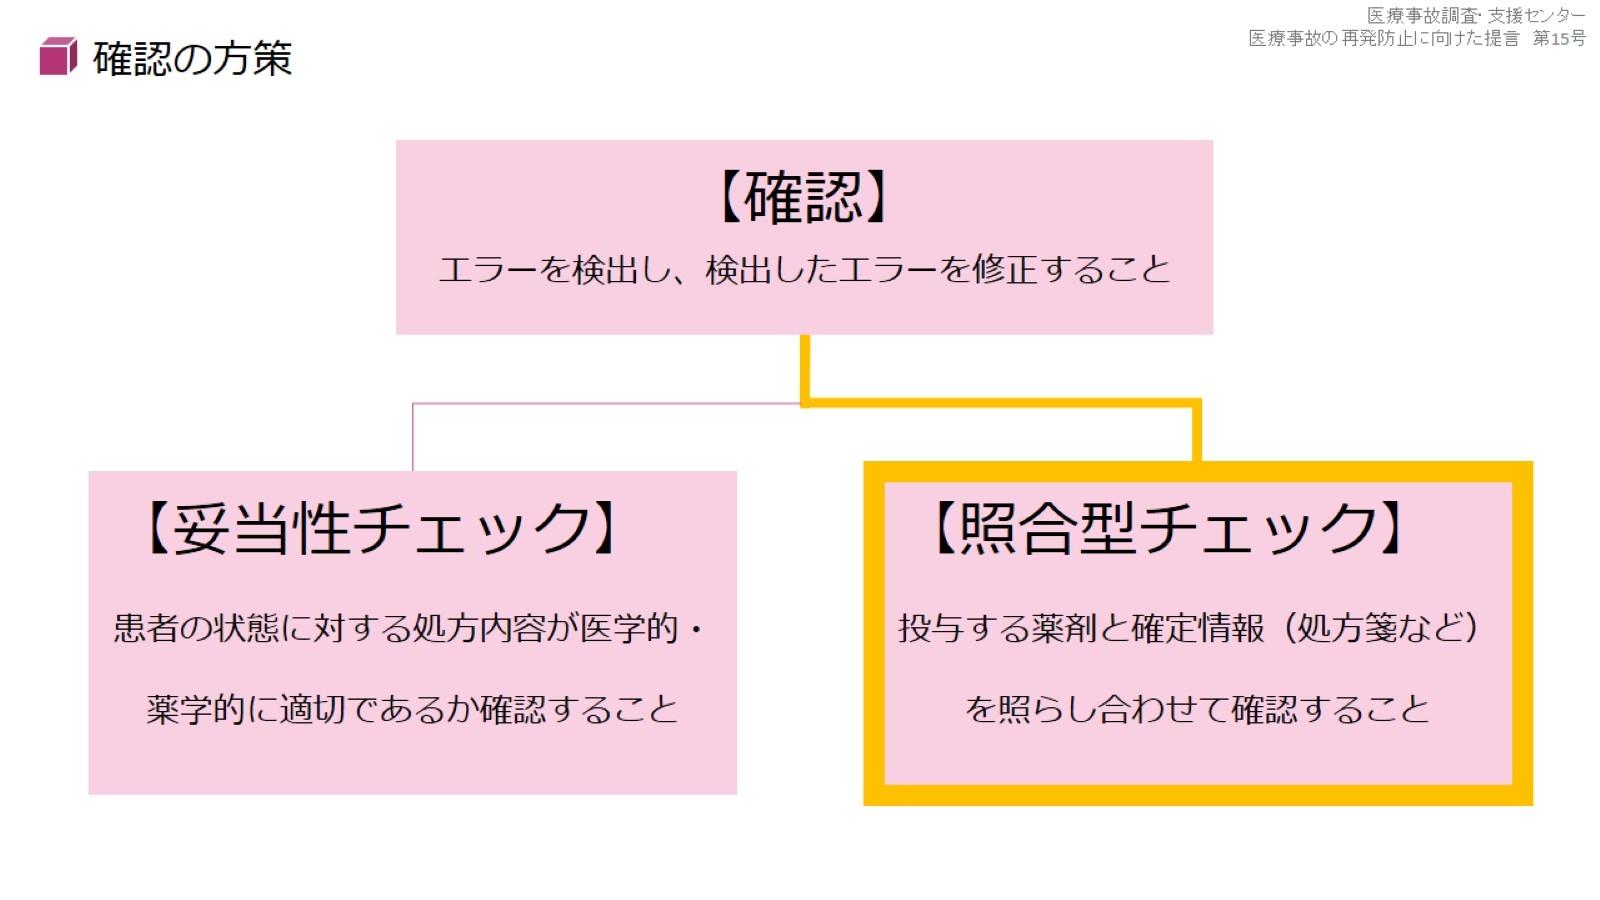 医療事故調査・支援センター
医療事故の再発防止に向けた提言　第15号
確認の方策
【確認】
エラーを検出し、検出したエラーを修正すること
【妥当性チェック】
患者の状態に対する処方内容が医学的・
薬学的に適切であるか確認すること
【照合型チェック】
投与する薬剤と確定情報（処方箋など）
を照らし合わせて確認すること